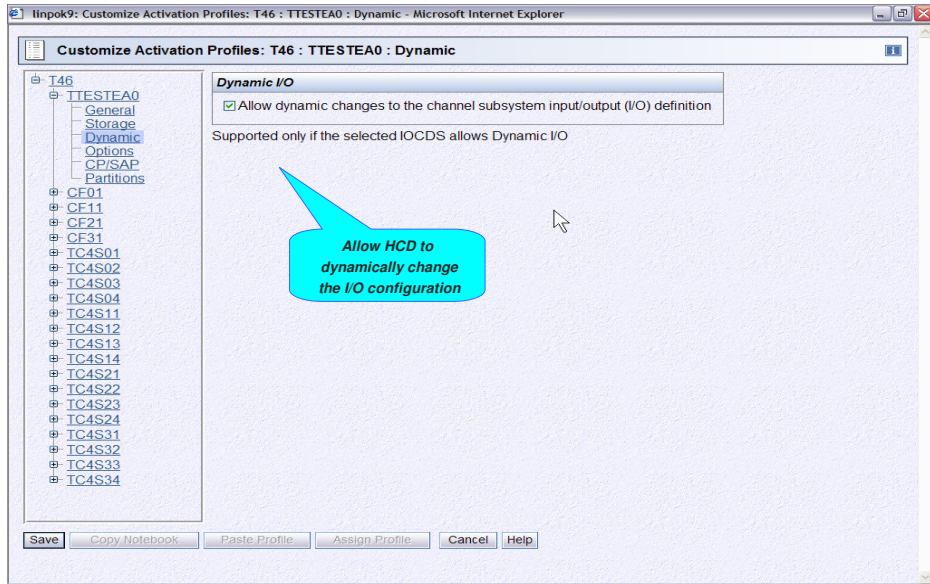 linpok9: Customize Activation Profiles: T46 : TTESTEA0 : Dynamic - Microsoft Internet Explorer
Customize Activation Profiles: T46 : TTESTEA0 : Dynamic
T46
TTESTEA0
General
Storage
Dynamic
Options
CP/SAP
Partitions
CF01
CF11
CF21
CF31
TC4S01
TC4S02
TC4S03
TC4S04
TC4S11
TC4S12
TC4S13
TC4S14
TC4S21
TC4S22
TC4S23
TC4S24
TC4S31
TC4S32
TC4S33
TC4S34
Dynamic I/O
Allow dynamic changes to the channel subsystem input/output (I/O) definition
Supported only if the selected IOCDS allows Dynamic I/O
Allow HCD to
dynamically change
the I/O configuration
Save Copy Notebook Paste Profile Assign Profile Cancel Help